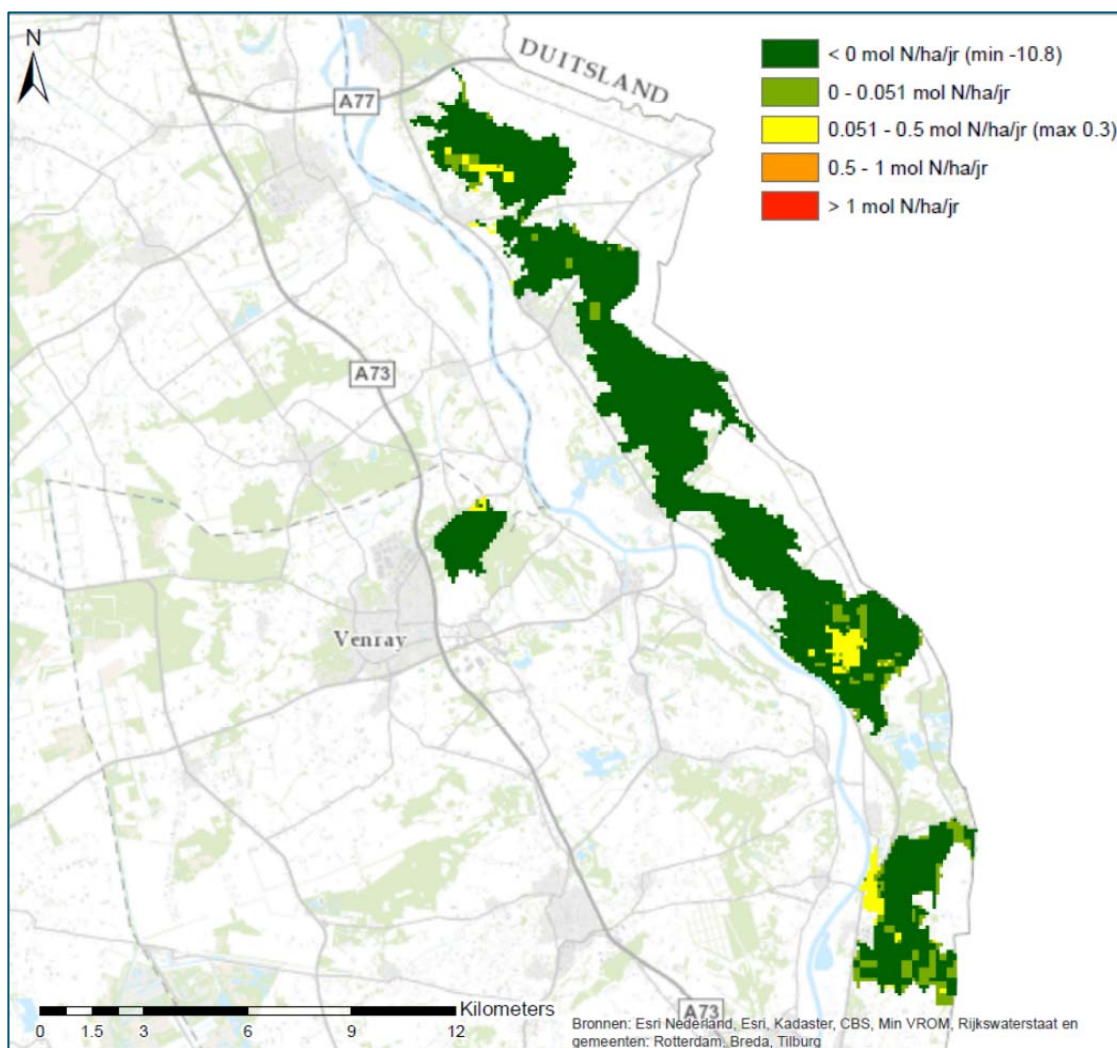 N
DUITSLAND
A77
A73
Venray
A73
< 0 mol N/ha/jr (min -10.8)
0 - 0.051 mol N/ha/jr
0.051 - 0.5 mol N/ha/jr (max 0.3)
0.5 - 1 mol N/ha/jr
> 1 mol N/ha/jr
Kilometers
0 1.5 3 6 9 12
Bronnen: Esri Nederland, Esri, Kadaster, CBS, Min VROM, Rijkswaterstaat en
gemeenten: Rotterdam, Breda, Tilburg